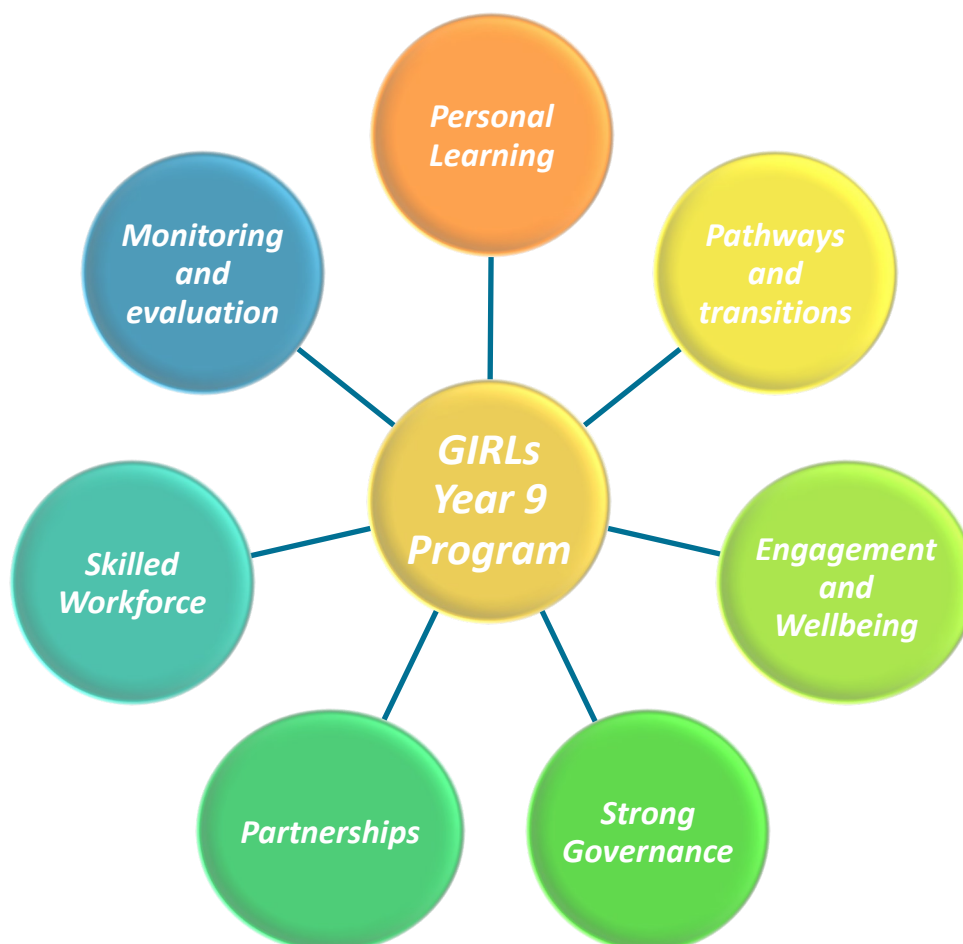 Personal
Learning
Pathways
and
transitions
Engagement
and
Wellbeing
Strong
Governance
Partnerships
Skilled
Workforce
Monitoring
and
evaluation
GIRLs
Year 9
Program